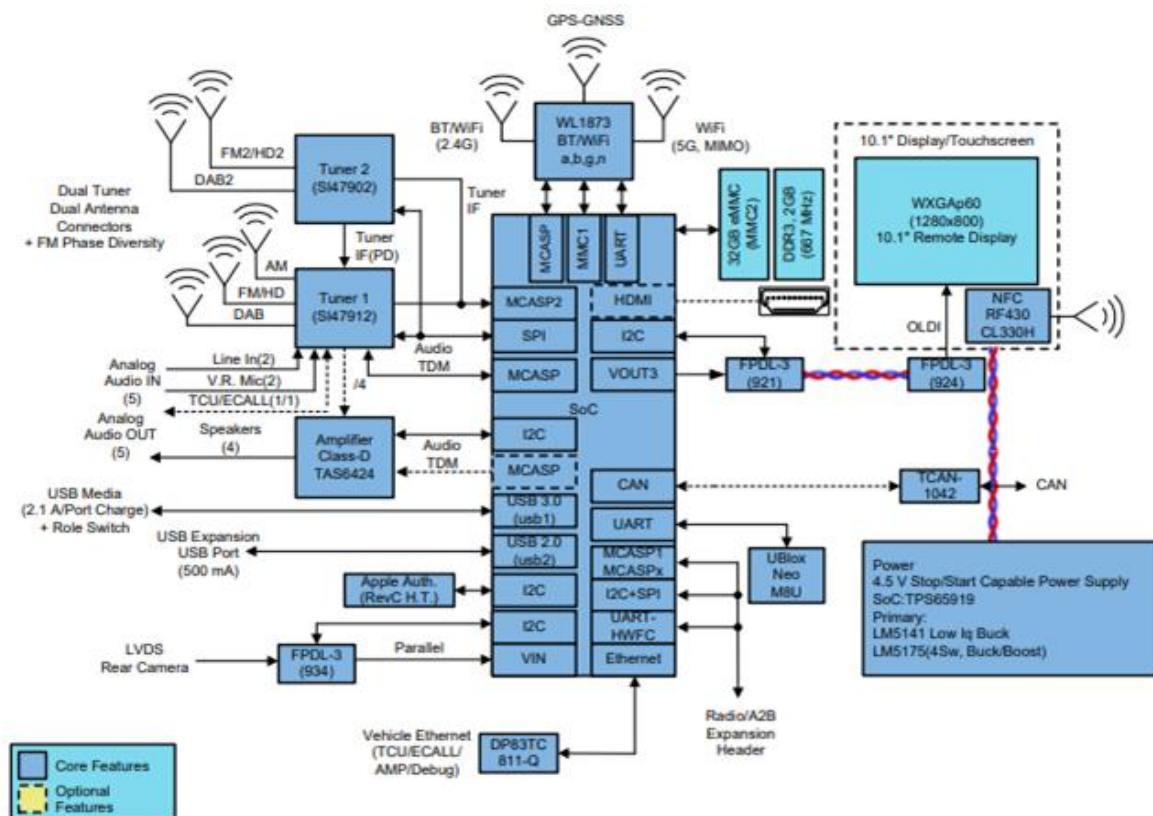 GPS-GNSS
BT/WiFi
(2.4G)
WL1873
BT/WiFi
a,b,g,n
WiFi
(5G, MIMO)
FM2/HD2
DAB2
Tuner 2
(SI47902)
Tuner
IF
Dual Tuner
Dual Antenna
Connectors
+ FM Phase Diversity
Tuner
IF(PD)
AM
FM/HD
DAB
Tuner 1
(SI47912)
Analog
Audio IN
(5)
Line In(2)
V.R. Mic(2)
TCU/ECALL(1/1)
/4
Audio
TDM
Analog
Audio OUT
(5)
Speakers
(4)
Amplifier
Class-D
TAS6424
Audio
TDM
USB Media
(2.1 A/Port Charge)
+ Role Switch
USB Expansion
USB Port
(500 mA)
Apple Auth.
(RevC H.T.)
LVDS
Rear Camera
FPDL-3
(934)
Parallel
Vehicle Ethernet
(TCU/ECALL/
AMP/Debug)
DP83TC
811-Q
MCASP
MMC1
UART
MCASP2
SPI
MCASP
SoC
I2C
MCASP
USB 3.0
(usb1)
USB 2.0
(usb2)
I2C
I2C
VIN
HDMI
I2C
VOUT3
CAN
UART
MCASP1
MCASPx
I2C+SPI
UART-
HWFC
Ethernet
32GB eMMC
(MMC2)
DDR3, 2GB
(667 MHz)
10.1" Display/Touchscreen
WXGAp60
(1280x800)
10.1" Remote Display
OLDI
NFC
RF430
CL330H
FPDL-3
(921)
FPDL-3
(924)
TCAN-
1042
CAN
UBlox
Neo
M8U
Power
4.5 V Stop/Start Capable Power Supply
SoC:TPS65919
Primary:
LM5141 Low Iq Buck
LM5175(4Sw, Buck/Boost)
Radio/A2B
Expansion
Header
Core Features
Optional
Features